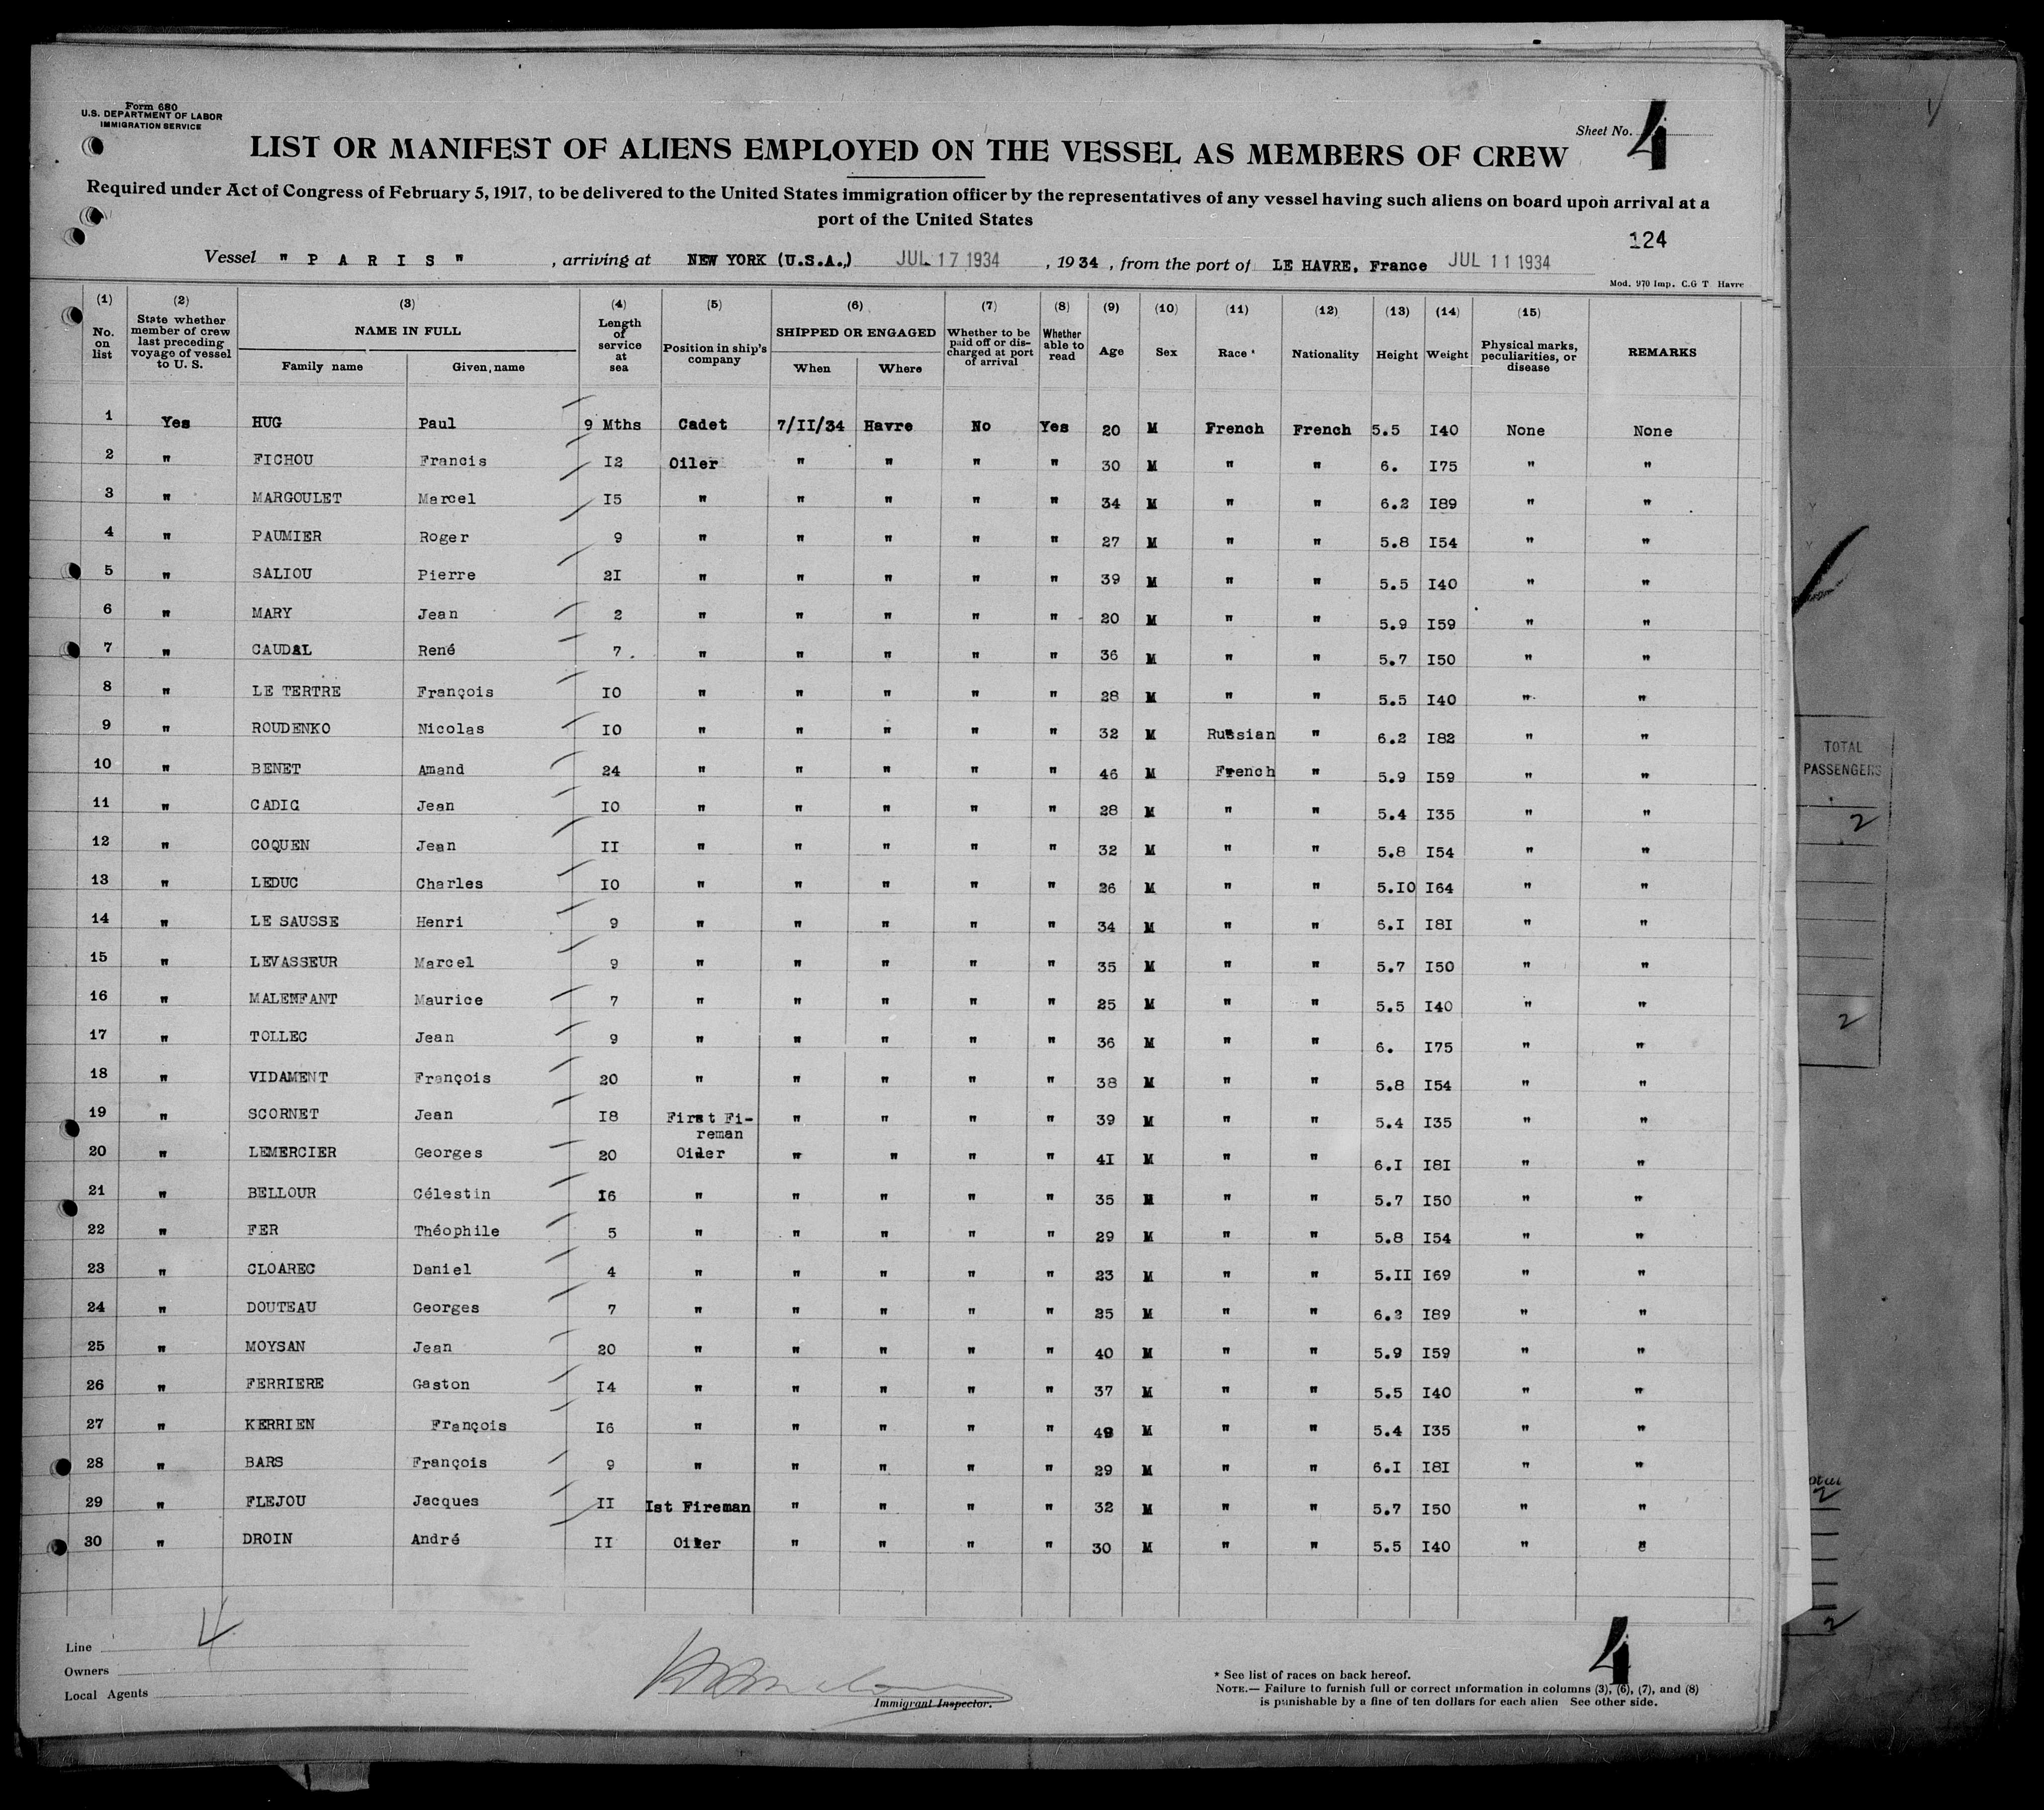 Form 680
U.S. DEPARTMENT OF LABOR
IMMIGRATION SERVICE
Sheet No. 4
LIST OR MANIFEST OF ALIENS EMPLOYED ON THE VESSEL AS MEMBERS OF CREW
Required under Act of Congress of February 5, 1917, to be delivered to the United States immigration officer by the representatives of any vessel having such aliens on board upon arrival at a
port of the United States
124
Vessel " P A R I S " , arriving at NEW YORK (U.S.A.,) JUL 17 1934 , 1934 , from the port of LE HAVRE, France JUL 11 1934
Mod. 970 Imp. C.G T Havre
(1) (2) (3) (4) (5) (6) (7) (8) (9) (10) (11) (12) (13) (14) (15)
No. on list State whether member of crew last preceding voyage of vessel to U. S. NAME IN FULL Family name Given name Length of service at sea Position in ship's company SHIPPED OR ENGAGED When Where Whether to be paid off or discharged at port of arrival Whether able to read Age Sex Race * Nationality Height Weight Physical marks, peculiarities, or disease REMARKS
1 Yes HUG Paul 9 Mths Cadet 7/II/34 Havre No Yes 20 M French French 5.5 I40 None None
2 " FICHOU Francis I2 Oiler " " " " 30 M " " 6. I75 " "
3 " MARGOULET Marcel I5 " " " " " 34 M " " 6.2 I89 " "
4 " PAUMIER Roger 9 " " " " " 27 M " " 5.8 I54 " "
5 " SALIOU Pierre 2I " " " " " 39 M " " 5.5 I40 " "
6 " MARY Jean 2 " " " " " 20 M " " 5.9 I59 " "
7 " CAUDAL René 7 . " " " " " 36 M " " 5.7 I50 " "
8 " LE TERTRE François I0 " " " " " 28 M " " 5.5 I40 " "
9 " ROUDENKO Nicolas I0 " " " " " 32 M Russian " 6.2 I82 " "
10 " BENET Amand 24 " " " " " 46 M French " 5.9 I59 " "
11 " CADIC Jean I0 " " " " " 28 M " " 5.4 I35 " "
12 " COQUEN Jean II " " " " " 32 M " " 5.8 I54 " "
13 " LEDUC Charles I0 " " " " " 26 M " " 5.I0 I64 " "
14 " LE SAUSSE Henri 9 " " " " " 34 M " " 6.I I8I " "
15 " LEVASSEUR Marcel 9 " " " " " 35 M " " 5.7 I50 " "
16 " MALENFANT Maurice 7 " " " " " 25 M " " 5.5 I40 " "
17 " TOLLEC Jean 9 " " " " " 36 M " " 6. I75 " "
18 " VIDAMENT François 20 " " " " " 38 M " " 5.8 I54 " "
19 " SCORNET Jean I8 First Fi-reman " " " " 39 M " " 5.4 I35 " "
20 " LEMERCIER Georges 20 Oiler " " " " 4I M " " 6.I I8I " "
21 " BELLOUR Célestin I6 " " " " " 35 M " " 5.7 I50 " "
22 " FER Théophile 5 " " " " " 29 M " " 5.8 I54 " "
23 " CLOAREC Daniel 4 " " " " " 23 M " " 5.II I69 " "
24 " DOUTEAU Georges 7 " " " " " 25 M " " 6.2 I89 " "
25 " MOYSAN Jean 20 " " " " " 40 M " " 5.9 I59 " "
26 " FERRIERE Gaston I4 " " " " " 37 M " " 5.5 I40 " "
27 " KERRIEN François I6 " " " " " M " " 5.4 I35 " "
28 " BARS François 9 " " " " " 29 M " " 6.I I8I " "
29 " FLEJOU Jacques II Ist Fireman " " " " 32 M " " 5.7 I50 " "
30 " DROIN André II Oiler " " " " 30 M " " 5.5 I40 " "
Line 4
Owners
Local Agents
Immigrant Inspector.
* See list of races on back hereof.
NOTE.— Failure to furnish full or correct information in columns (3), (6), (7), and (8)
is punishable by a fine of ten dollars for each alien See other side.
4
TOTAL
PASSENGERS
2
2
2
2